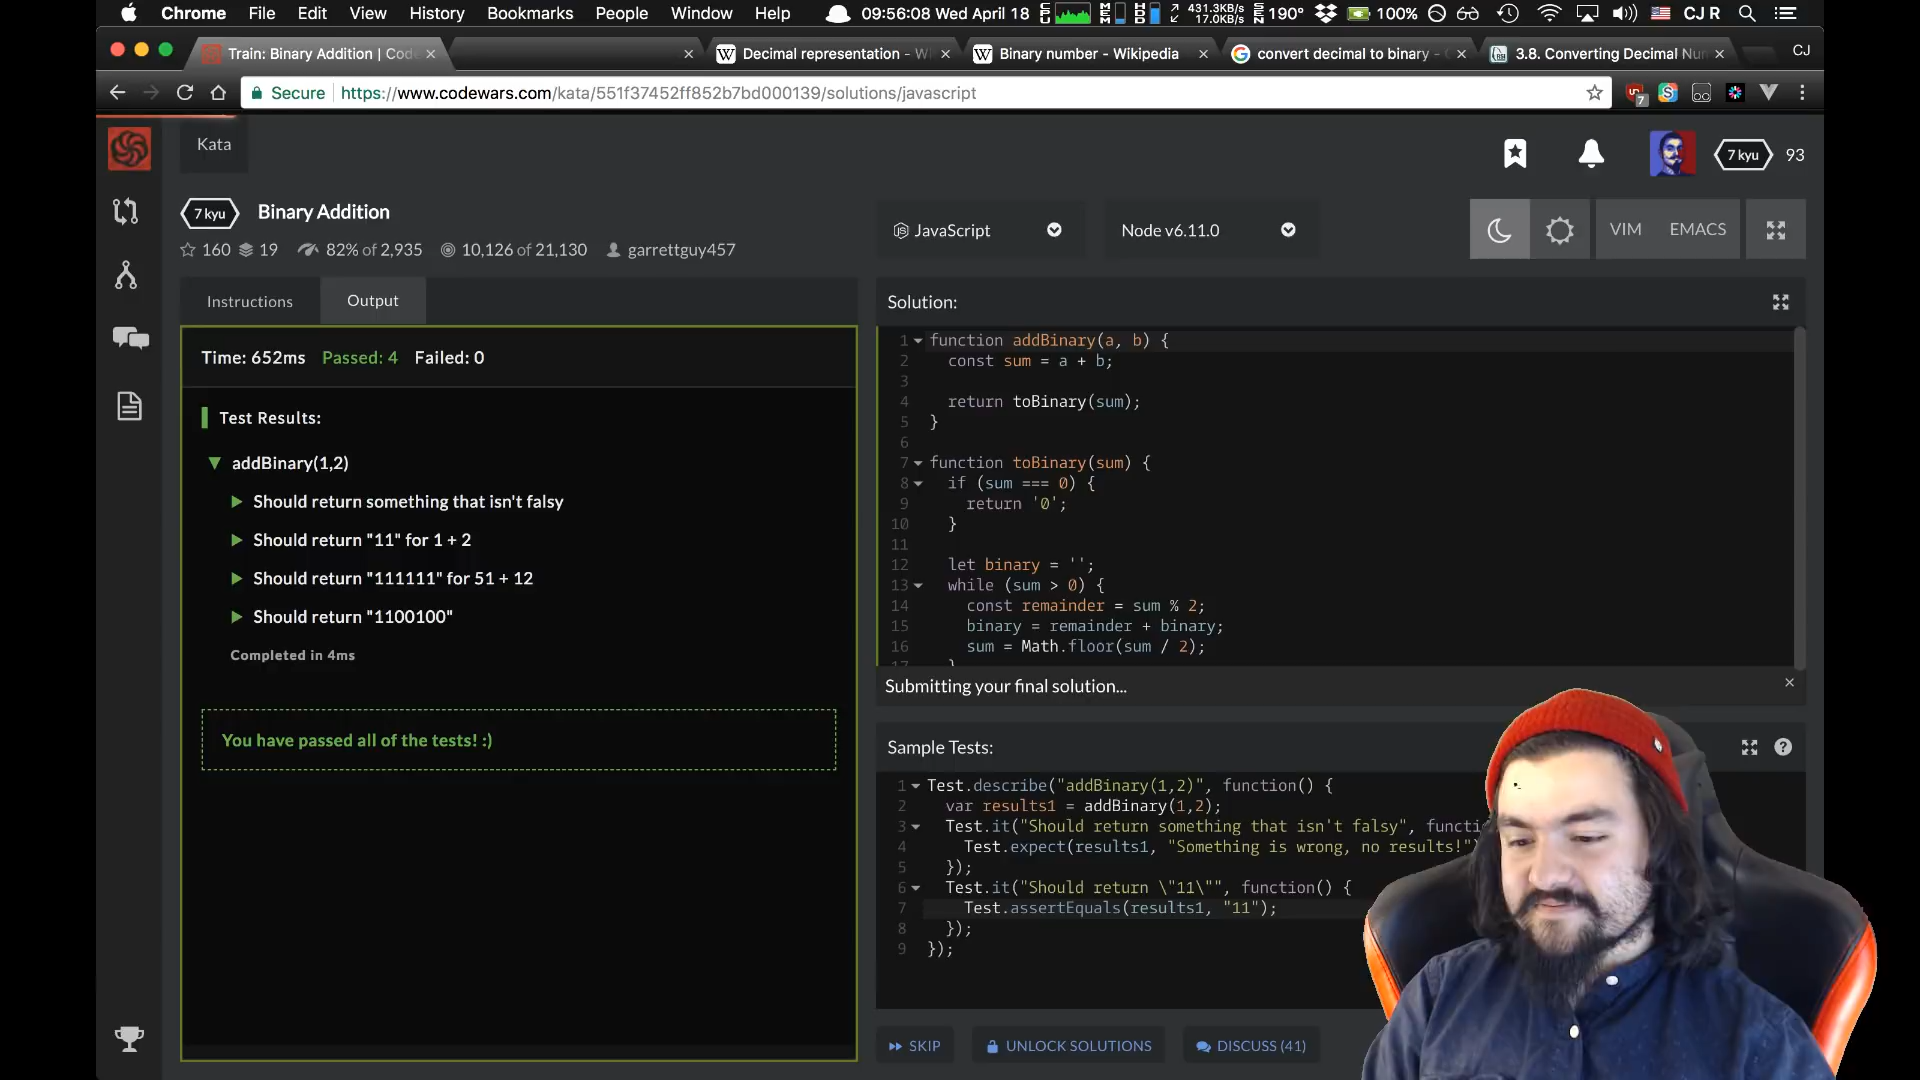 Chrome File Edit View History Bookmarks People Window Help 09:56:08 Wed April 18 431.3KB/s 17.0KB/s 190° 100% CJ R
Train: Binary Addition | Code
Decimal representation - W
Binary number - Wikipedia
convert decimal to binary -
3.8. Converting Decimal Num
CJ
Secure https://www.codewars.com/kata/551f37452ff852b7bd000139/solutions/javascript
7
Kata
7 kyu 93
7 kyu Binary Addition
160 19 82% of 2,935 10,126 of 21,130 garrettguy457
JavaScript
Node v6.11.0
VIM EMACS
Instructions
Output
Time: 652ms Passed: 4 Failed: 0
Test Results:
addBinary(1,2)
Should return something that isn't falsy
Should return "11" for 1 + 2
Should return "111111" for 51 + 12
Should return "1100100"
Completed in 4ms
You have passed all of the tests! :)
Solution:
1 function addBinary(a, b) {
2 const sum = a + b;
3
4 return toBinary(sum);
5 }
6
7 function toBinary(sum) {
8 if (sum === 0) {
9 return '0';
10 }
11
12 let binary = '';
13 while (sum > 0) {
14 const remainder = sum % 2;
15 binary = remainder + binary;
16 sum = Math.floor(sum / 2);
17 }
Submitting your final solution...
Sample Tests:
1 Test.describe("addBinary(1,2)", function() {
2 var results1 = addBinary(1,2);
3 Test.it("Should return something that isn't falsy", functi
4 Test.expect(results1, "Something is wrong, no results!")
5 });
6 Test.it("Should return \"11\"", function() {
7 Test.assertEquals(results1, "11");
8 });
9 });
SKIP
UNLOCK SOLUTIONS
DISCUSS (41)